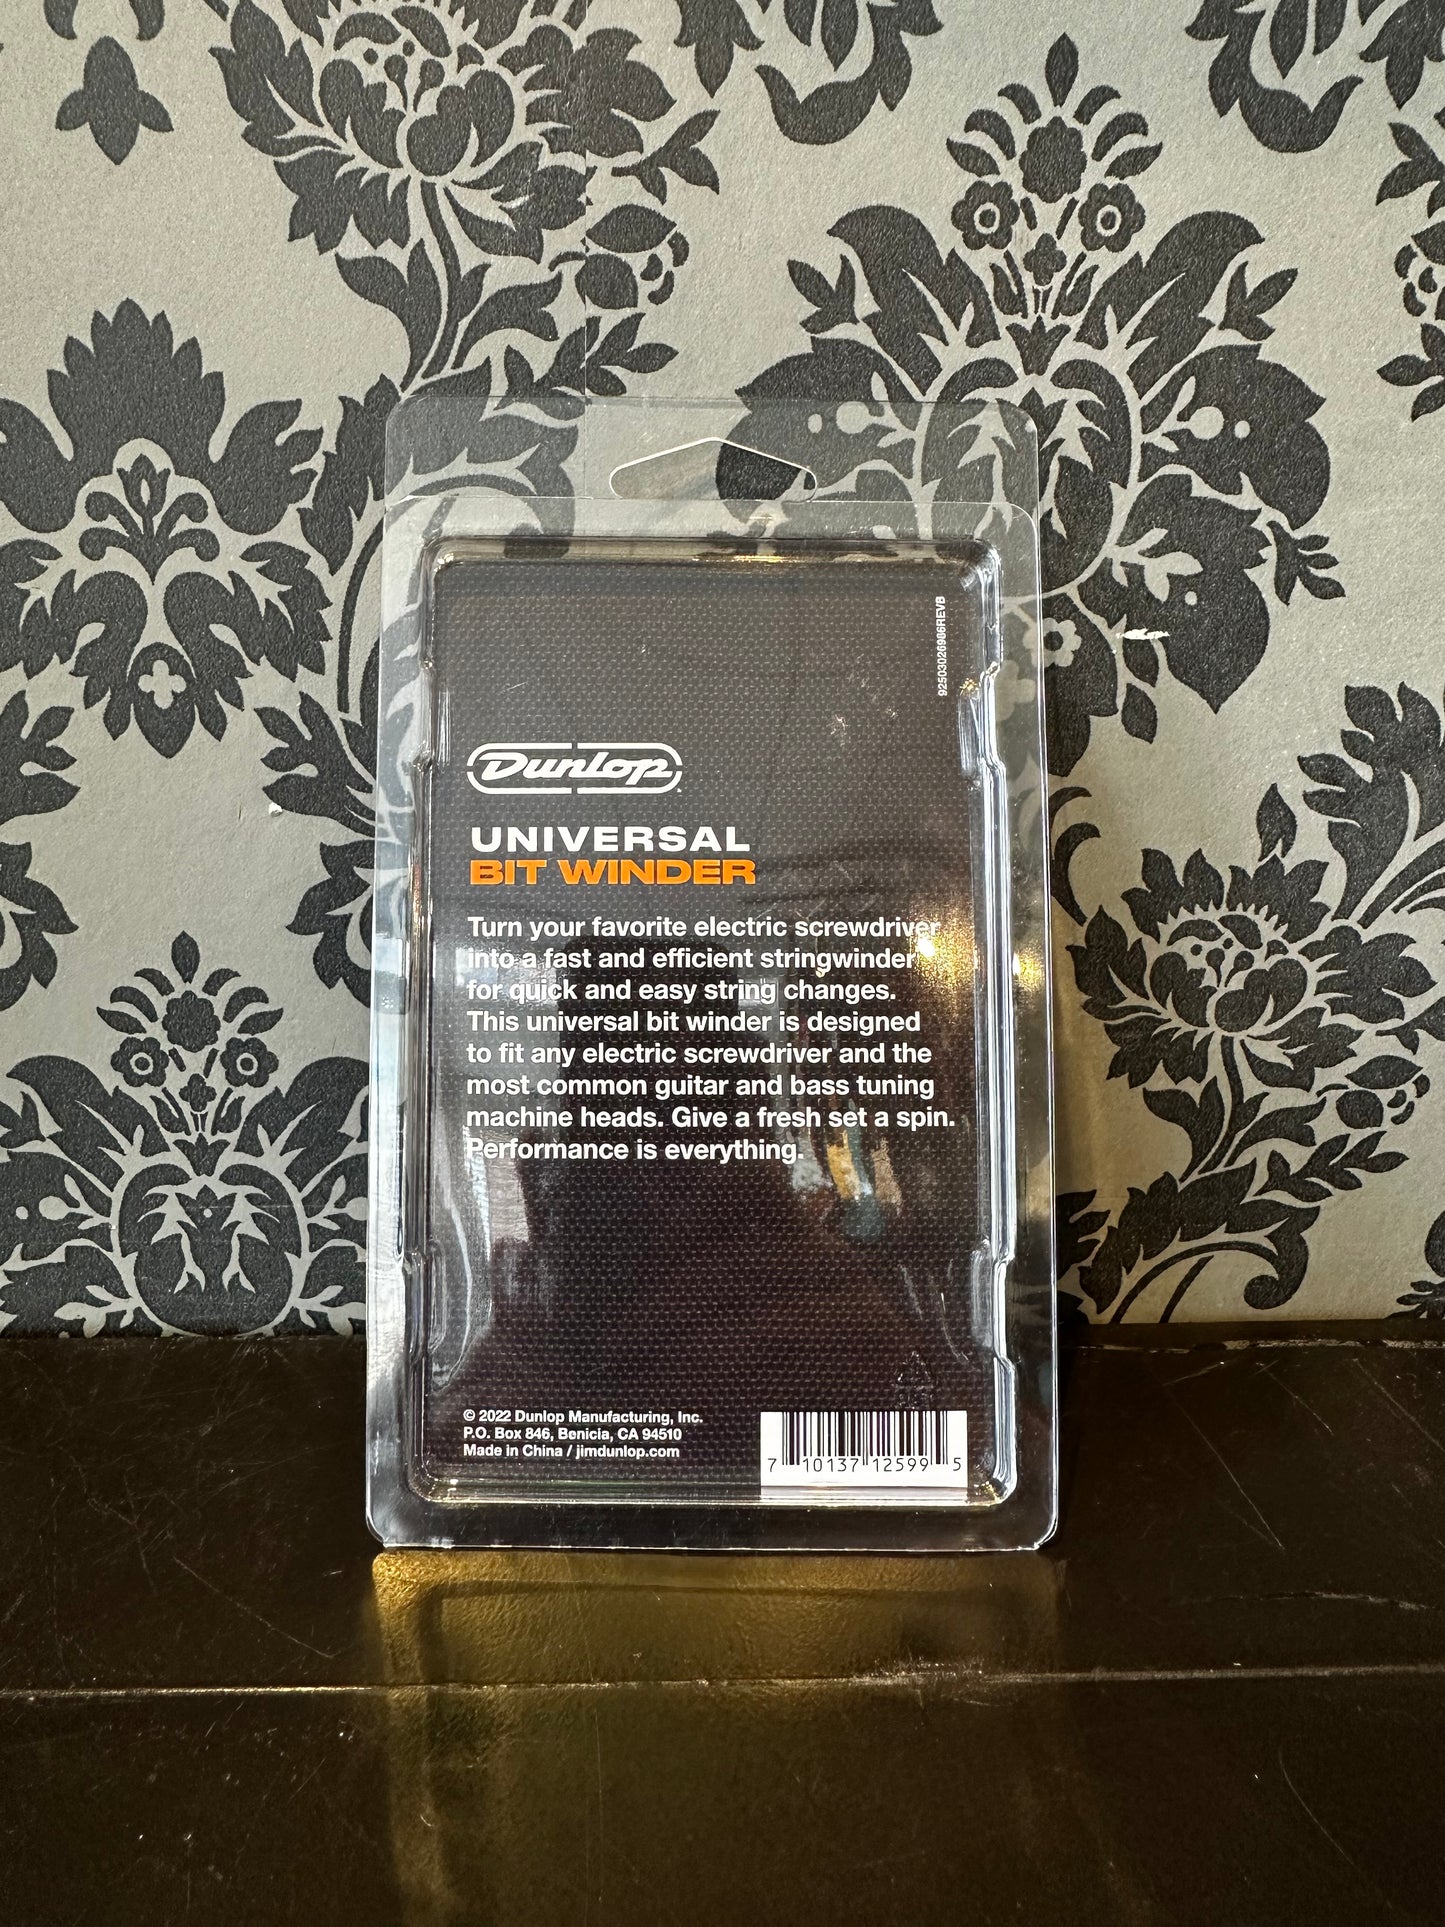 92503026986REVB
Dunlop
UNIVERSAL
BIT WINDER
Turn your favorite electric screwdriver
into a fast and efficient stringwinder
for quick and easy string changes.
This universal bit winder is designed
to fit any electric screwdriver and the
most common guitar and bass tuning
machine heads. Give a fresh set a spin.
Performance is everything.
© 2022 Dunlop Manufacturing, Inc.
P.O. Box 846, Benicia, CA 94510
Made in China / jimdunlop.com
7 10137 12599 5